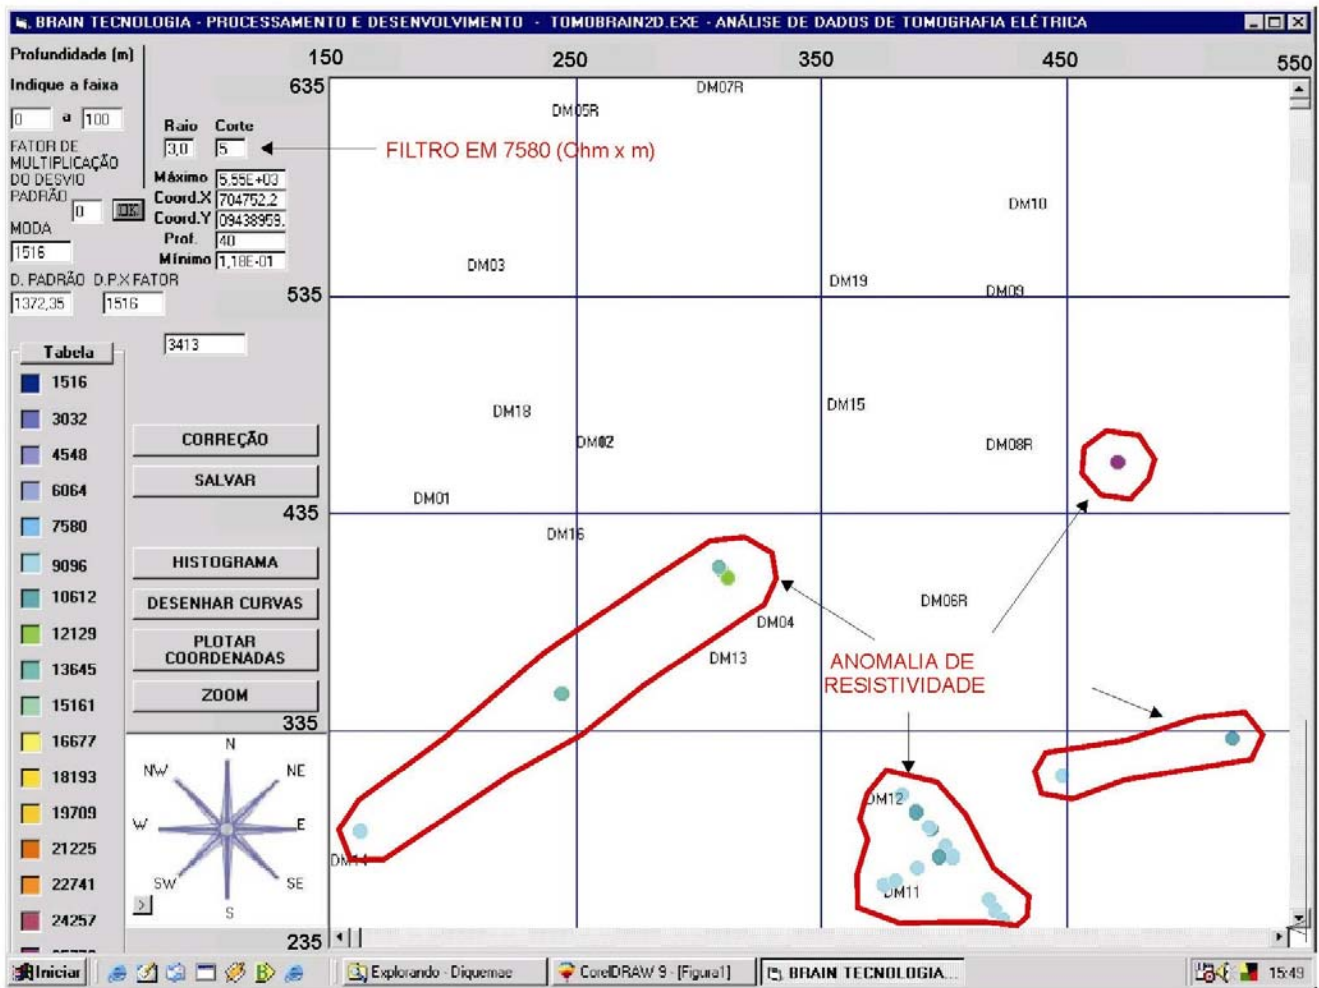 BRAIN TECNOLOGIA - PROCESSAMENTO E DESENVOLVIMENTO - TOMOBRAIN2D.EXE - ANÁLISE DE DADOS DE TOMOGRAFIA ELÉTRICA
Profundidade (m)
Indique a faixa
0 a 100
FATOR DE
MULTIPLICAÇÃO
DO DESVIO
PADRÃO
0 OK
MODA
1516
D. PADRÃO D.P.X FATOR
1372,35 1516
3413
Raio Corte
3,0 5
FILTRO EM 7580 (Ohm x m)
Máximo 5,55E+03
Coord.X 704752,2
Coord.Y 09438959,
Prof. 40
Mínimo 1,18E-01
Tabela
1516
3032
4548
6064
7580
9096
10612
12129
13645
15161
16677
18193
19709
21225
22741
24257
CORREÇÃO
SALVAR
HISTOGRAMA
DESENHAR CURVAS
PLOTAR
COORDENADAS
ZOOM
N
NW NE
W E
SW SE
S
>
150 250 350 450 550
635
535
435
335
235
DM07R
DM05R
DM10
DM03
DM19
DM09
DM15
DM18
DM02
DM08R
DM01
DM16
DM06R
DM04
DM13
ANOMALIA DE
RESISTIVIDADE
DM12
DM14
DM11
Iniciar
Explorando - Diquemae
CorelDRAW 9 - [Figura1]
BRAIN TECNOLOGIA...
15:49